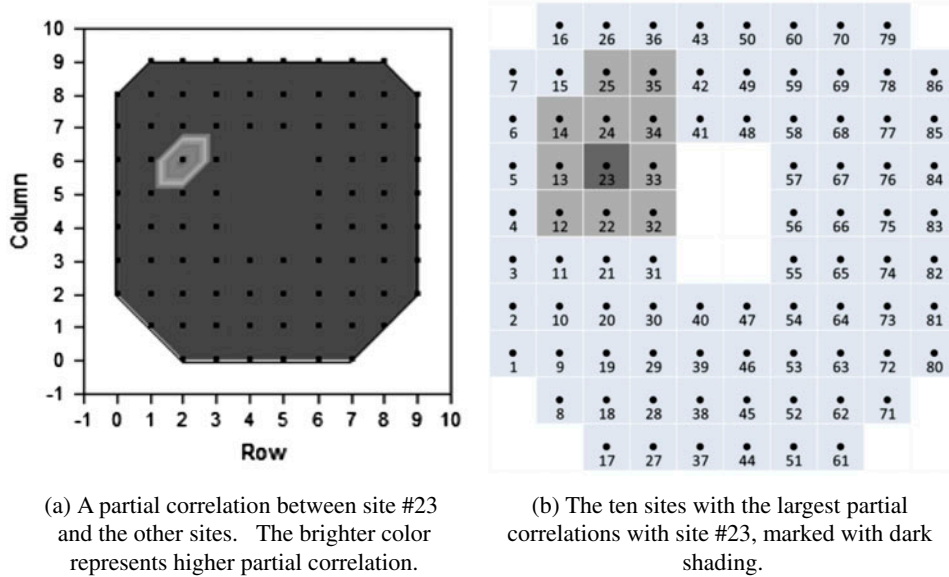 10
9
8
7
6
5
4
3
2
1
0
-1
Column
-1 0 1 2 3 4 5 6 7 8 9 10
Row
16 26 36 43 50 60 70 79
7 15 25 35 42 49 59 69 78 86
6 14 24 34 41 48 58 68 77 85
5 13 23 33 57 67 76 84
4 12 22 32 56 66 75 83
3 11 21 31 55 65 74 82
2 10 20 30 40 47 54 64 73 81
1 9 19 29 39 46 53 63 72 80
8 18 28 38 45 52 62 71
17 27 37 44 51 61
(a) A partial correlation between site #23
and the other sites. The brighter color
represents higher partial correlation.
(b) The ten sites with the largest partial
correlations with site #23, marked with dark
shading.